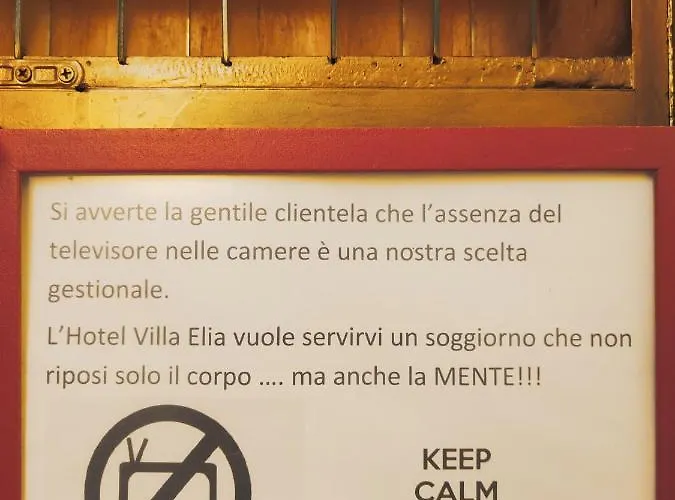 Si avverte la gentile clientela che l'assenza del
televisore nelle camere è una nostra scelta
gestionale.
L'Hotel Villa Elia vuole servirvi un soggiorno che non
riposi solo il corpo .... ma anche la MENTE!!!
KEEP
CALM